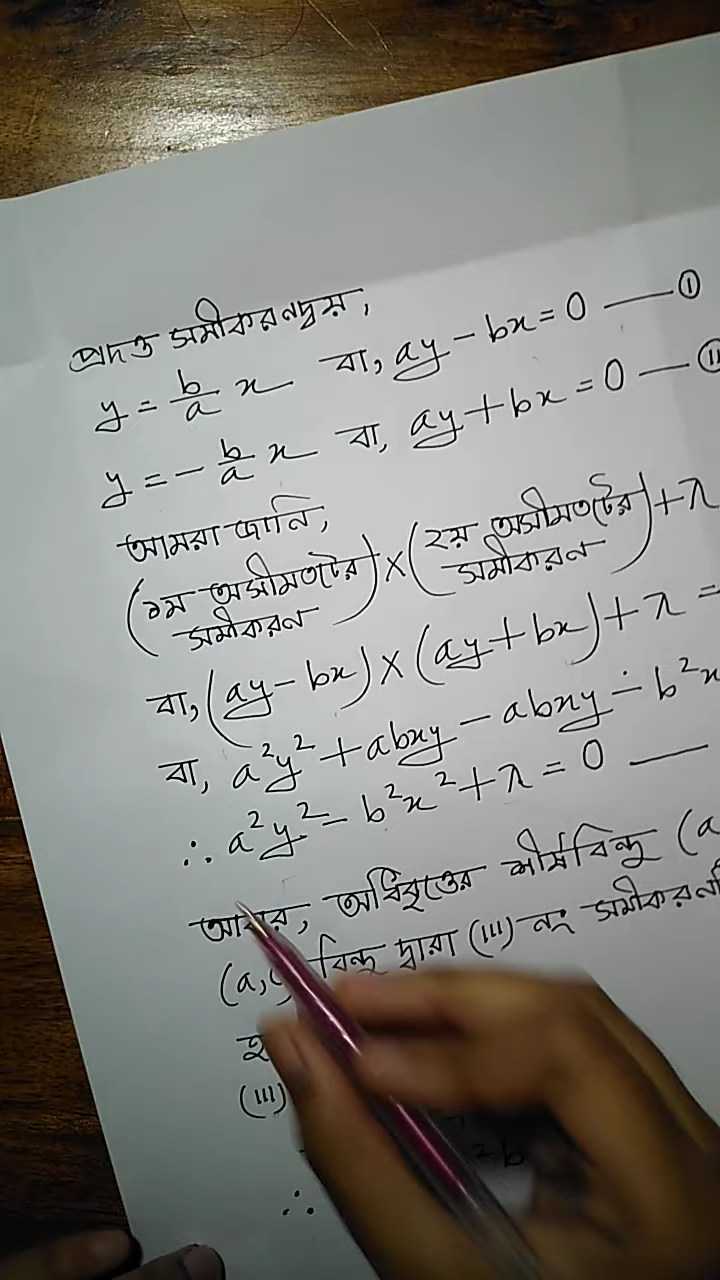 প্রদত্ত সমীকরণদ্বয়,
y = b/a x বা, ay - bx = 0 — (i)
y = - b/a x বা, ay + bx = 0 — (ii)
আমরা জানি,
(১ম অসীমতটের সমীকরণ) × (২য় অসীমতটের সমীকরণ) + λ
বা, (ay - bx) × (ay + bx) + λ =
বা, a²y² + abxy - abxy - b²x
∴ a²y² - b²x² + λ = 0 —
আবার, অধিবৃত্তের শীর্ষবিন্দু (a
(a, বিন্দু দ্বারা (III) নং
(III)
∴